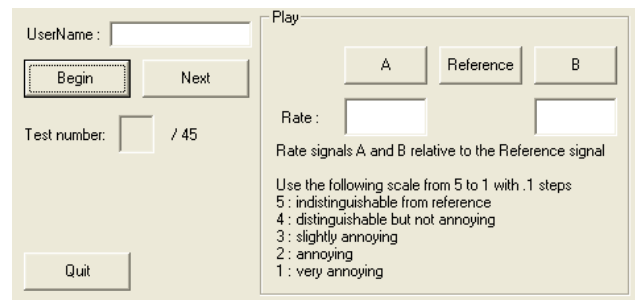 UserName :
Begin Next
Test number: / 45
Quit
Play
A Reference B
Rate :
Rate signals A and B relative to the Reference signal
Use the following scale from 5 to 1 with .1 steps
5 : indistinguishable from reference
4 : distinguishable but not annoying
3 : slightly annoying
2 : annoying
1 : very annoying